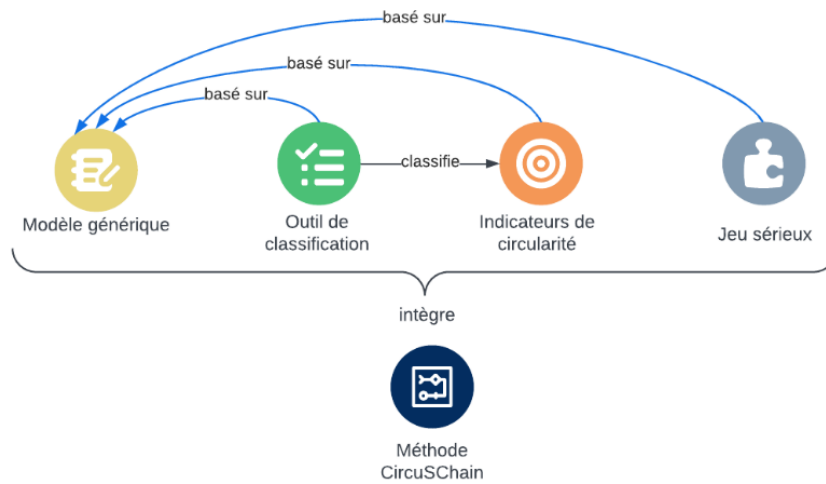 basé sur
basé sur
basé sur
classifie
Modèle générique
Outil de
classification
Indicateurs de
circularité
Jeu sérieux
intègre
Méthode
CircuSChain